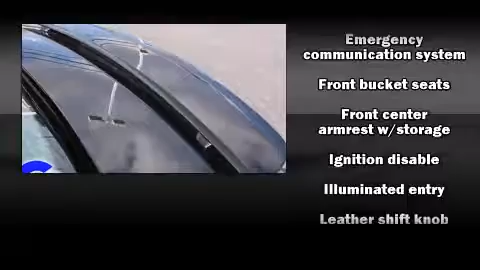 Emergency
communication system
Front bucket seats
Front center
armrest w/storage
Ignition disable
Illuminated entry
Leather shift knob